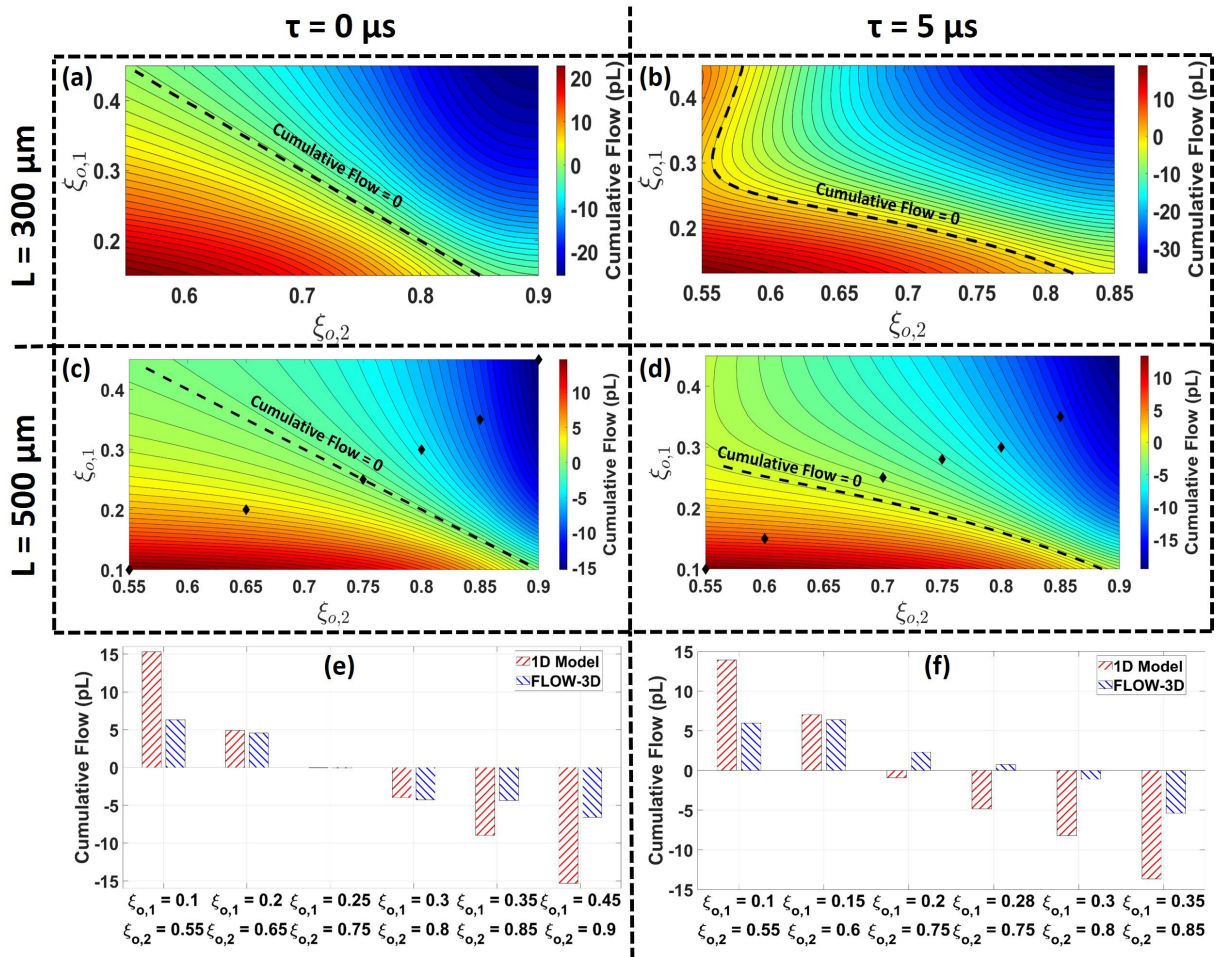 τ = 0 μs
τ = 5 μs
L = 300 μm
(a)
Cumulative Flow = 0
0.4
0.3
0.2
ξo,1
0.6 0.7 0.8 0.9
ξo,2
20
10
0
-10
-20
Cumulative Flow (pL)
(b)
Cumulative Flow = 0
0.4
0.3
0.2
ξo,1
0.55 0.6 0.65 0.7 0.75 0.8 0.85
ξo,2
10
0
-10
-20
-30
Cumulative Flow (pL)
L = 500 μm
(c)
Cumulative Flow = 0
0.4
0.3
0.2
0.1
ξo,1
0.55 0.6 0.65 0.7 0.75 0.8 0.85 0.9
ξo,2
10
5
0
-5
-10
-15
Cumulative Flow (pL)
(d)
Cumulative Flow = 0
0.4
0.3
0.2
0.1
ξo,1
0.55 0.6 0.65 0.7 0.75 0.8 0.85 0.9
ξo,2
10
5
0
-5
-10
-15
Cumulative Flow (pL)
(e)
1D Model
FLOW-3D
15
10
5
0
-5
-10
-15
Cumulative Flow (pL)
ξo,1 = 0.1 ξo,1 = 0.2 ξo,1 = 0.25 ξo,1 = 0.3 ξo,1 = 0.35 ξo,1 = 0.45
ξo,2 = 0.55 ξo,2 = 0.65 ξo,2 = 0.75 ξo,2 = 0.8 ξo,2 = 0.85 ξo,2 = 0.9
(f)
1D Model
FLOW-3D
15
10
5
0
-5
-10
-15
Cumulative Flow (pL)
ξo,1 = 0.1 ξo,1 = 0.15 ξo,1 = 0.2 ξo,1 = 0.28 ξo,1 = 0.3 ξo,1 = 0.35
ξo,2 = 0.55 ξo,2 = 0.6 ξo,2 = 0.75 ξo,2 = 0.75 ξo,2 = 0.8 ξo,2 = 0.85